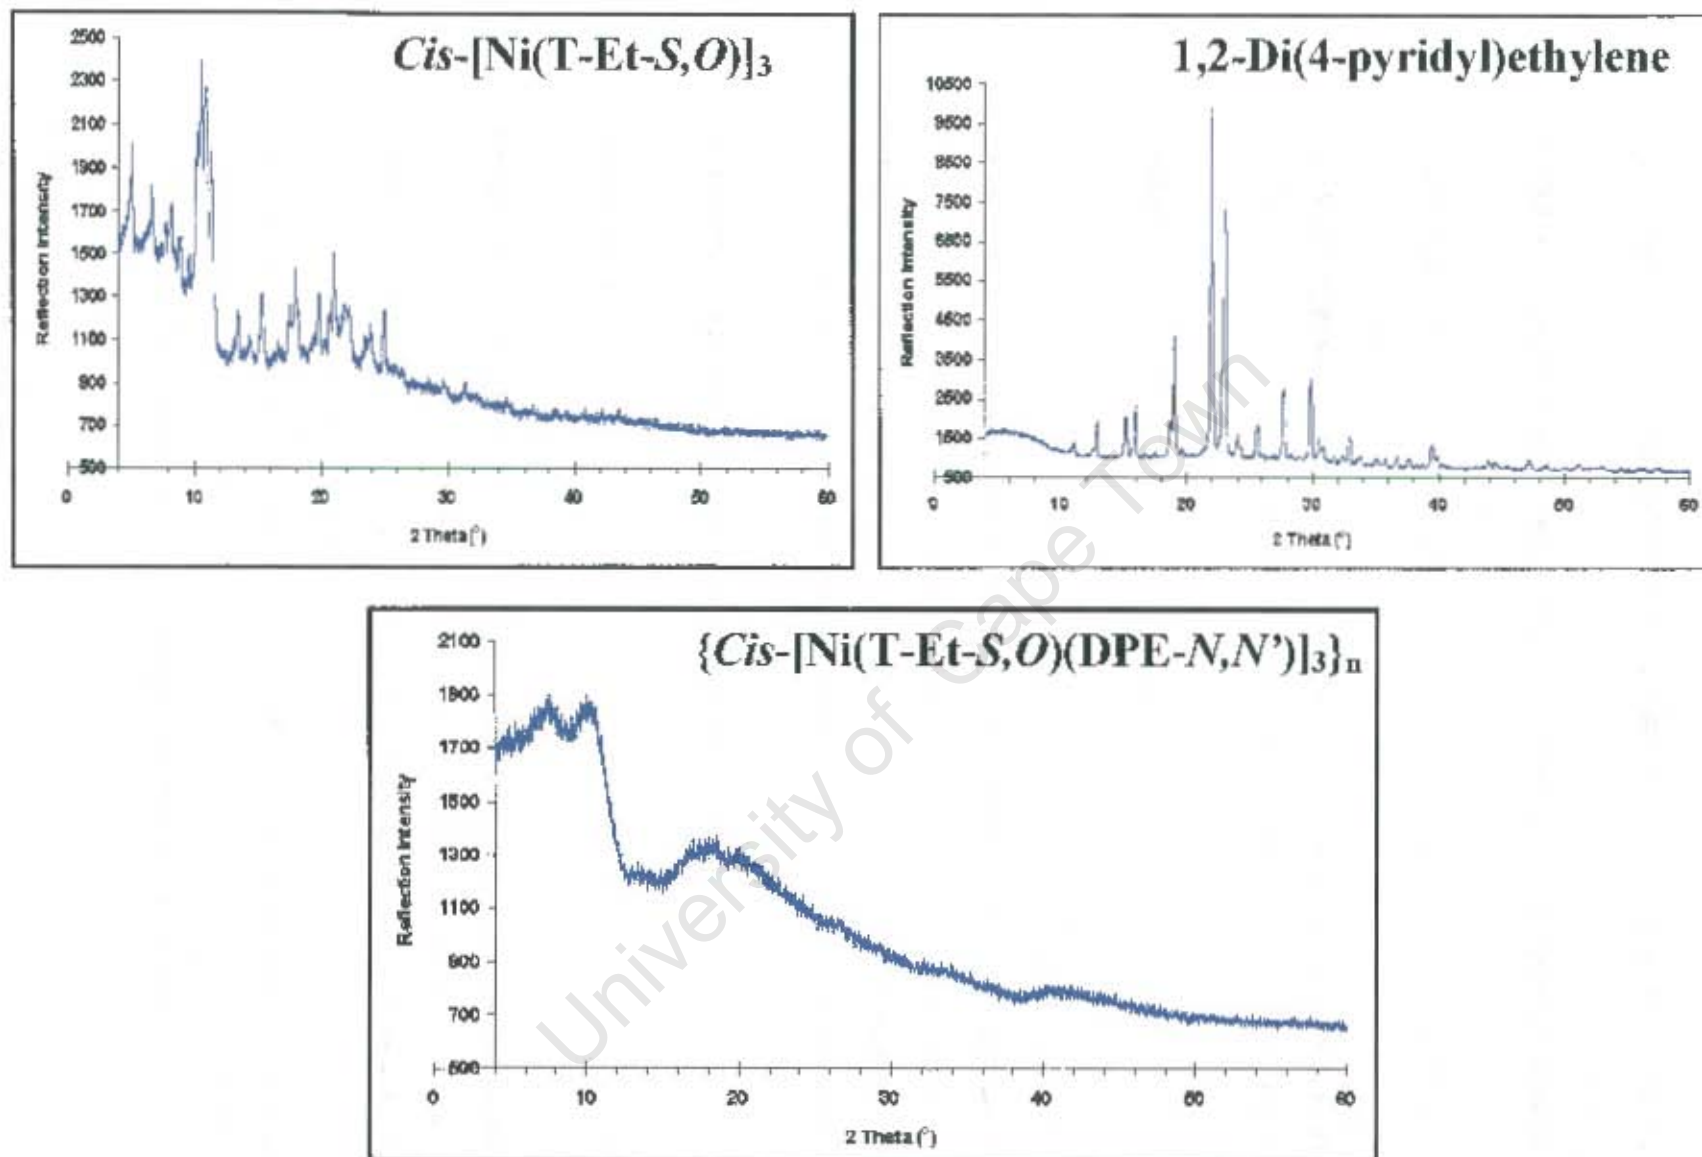 Cis-[Ni(T-Et-S,O)]3
2500
2300
2100
1900
1700
1500
1300
1100
900
700
500
Reflection Intensity
0 10 20 30 40 50 60
2 Theta (°)
1,2-Di(4-pyridyl)ethylene
10500
9500
8500
7500
6500
5500
4500
3500
2500
1500
500
Reflection Intensity
0 10 20 30 40 50 60
2 Theta (°)
{Cis-[Ni(T-Et-S,O)(DPE-N,N’)]3}n
2100
1900
1700
1500
1300
1100
900
700
500
Reflection Intensity
0 10 20 30 40 50 60
2 Theta (°)
University of Cape Town